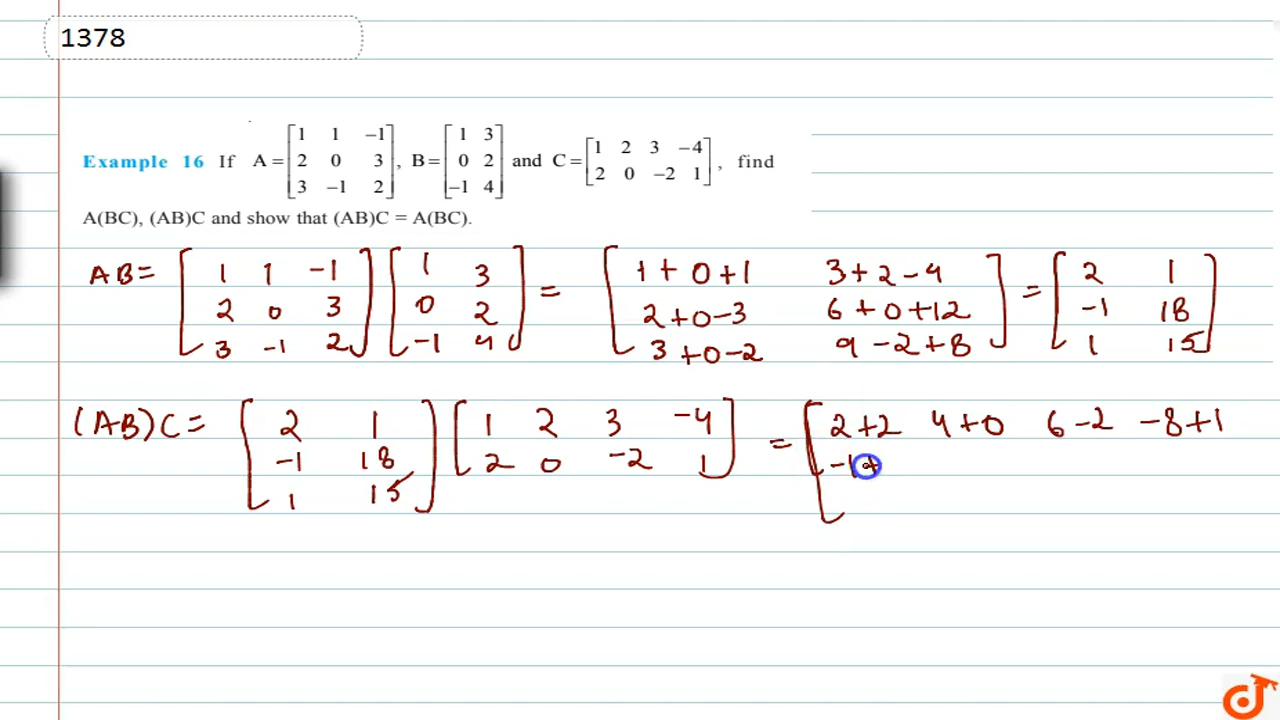 1378
Example 16 If A = [1 1 −1; 2 0 3; 3 −1 2], B = [1 3; 0 2; −1 4] and C = [1 2 3 −4; 2 0 −2 1], find
A(BC), (AB)C and show that (AB)C = A(BC).
AB = [1 1 -1; 2 0 3; 3 -1 2] [1 3; 0 2; -1 4] = [1+0+1 3+2-4; 2+0-3 6+0+12; 3+0-2 9-2+8] = [2 1; -1 18; 1 15]
(AB)C = [2 1; -1 18; 1 15] [1 2 3 -4; 2 0 -2 1] = [2+2 4+0 6-2 -8+1; -1+